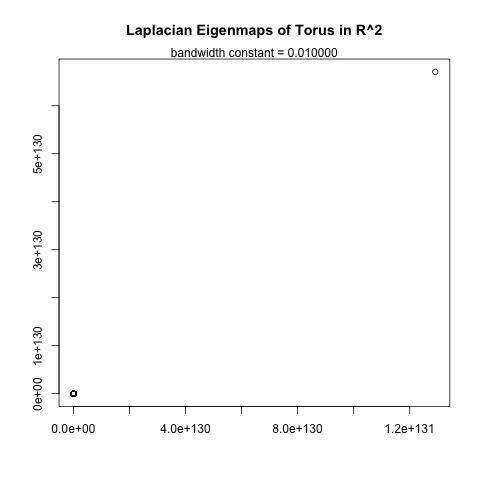 Laplacian Eigenmaps of Torus in R^2
bandwidth constant = 0.010000
5e+130
3e+130
1e+130
0e+00
0.0e+00
4.0e+130
8.0e+130
1.2e+131